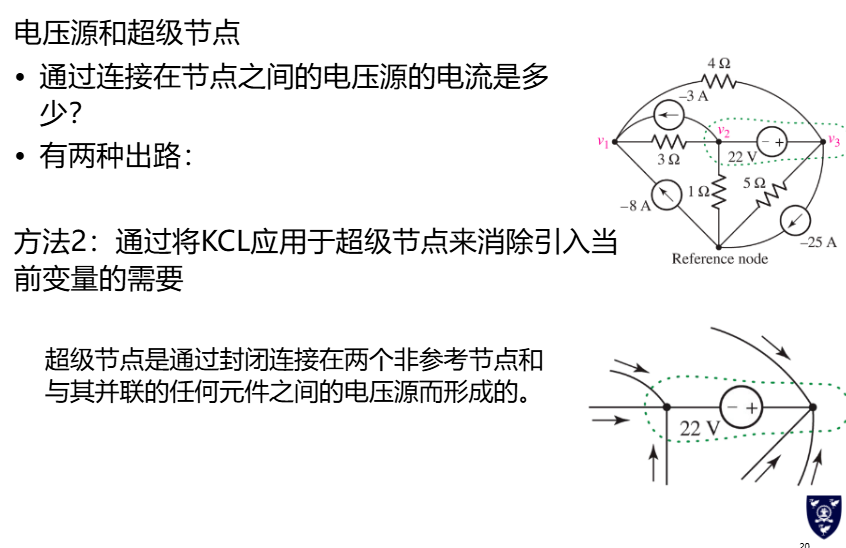 电压源和超级节点
• 通过连接在节点之间的电压源的电流是多
少？
• 有两种出路：
方法2：通过将KCL应用于超级节点来消除引入当
前变量的需要
超级节点是通过封闭连接在两个非参考节点和
与其并联的任何元件之间的电压源而形成的。
4 Ω
–3 A
v1
v2
v3
3 Ω
22 V
– +
1 Ω
5 Ω
–8 A
–25 A
Reference node
– +
22 V
20